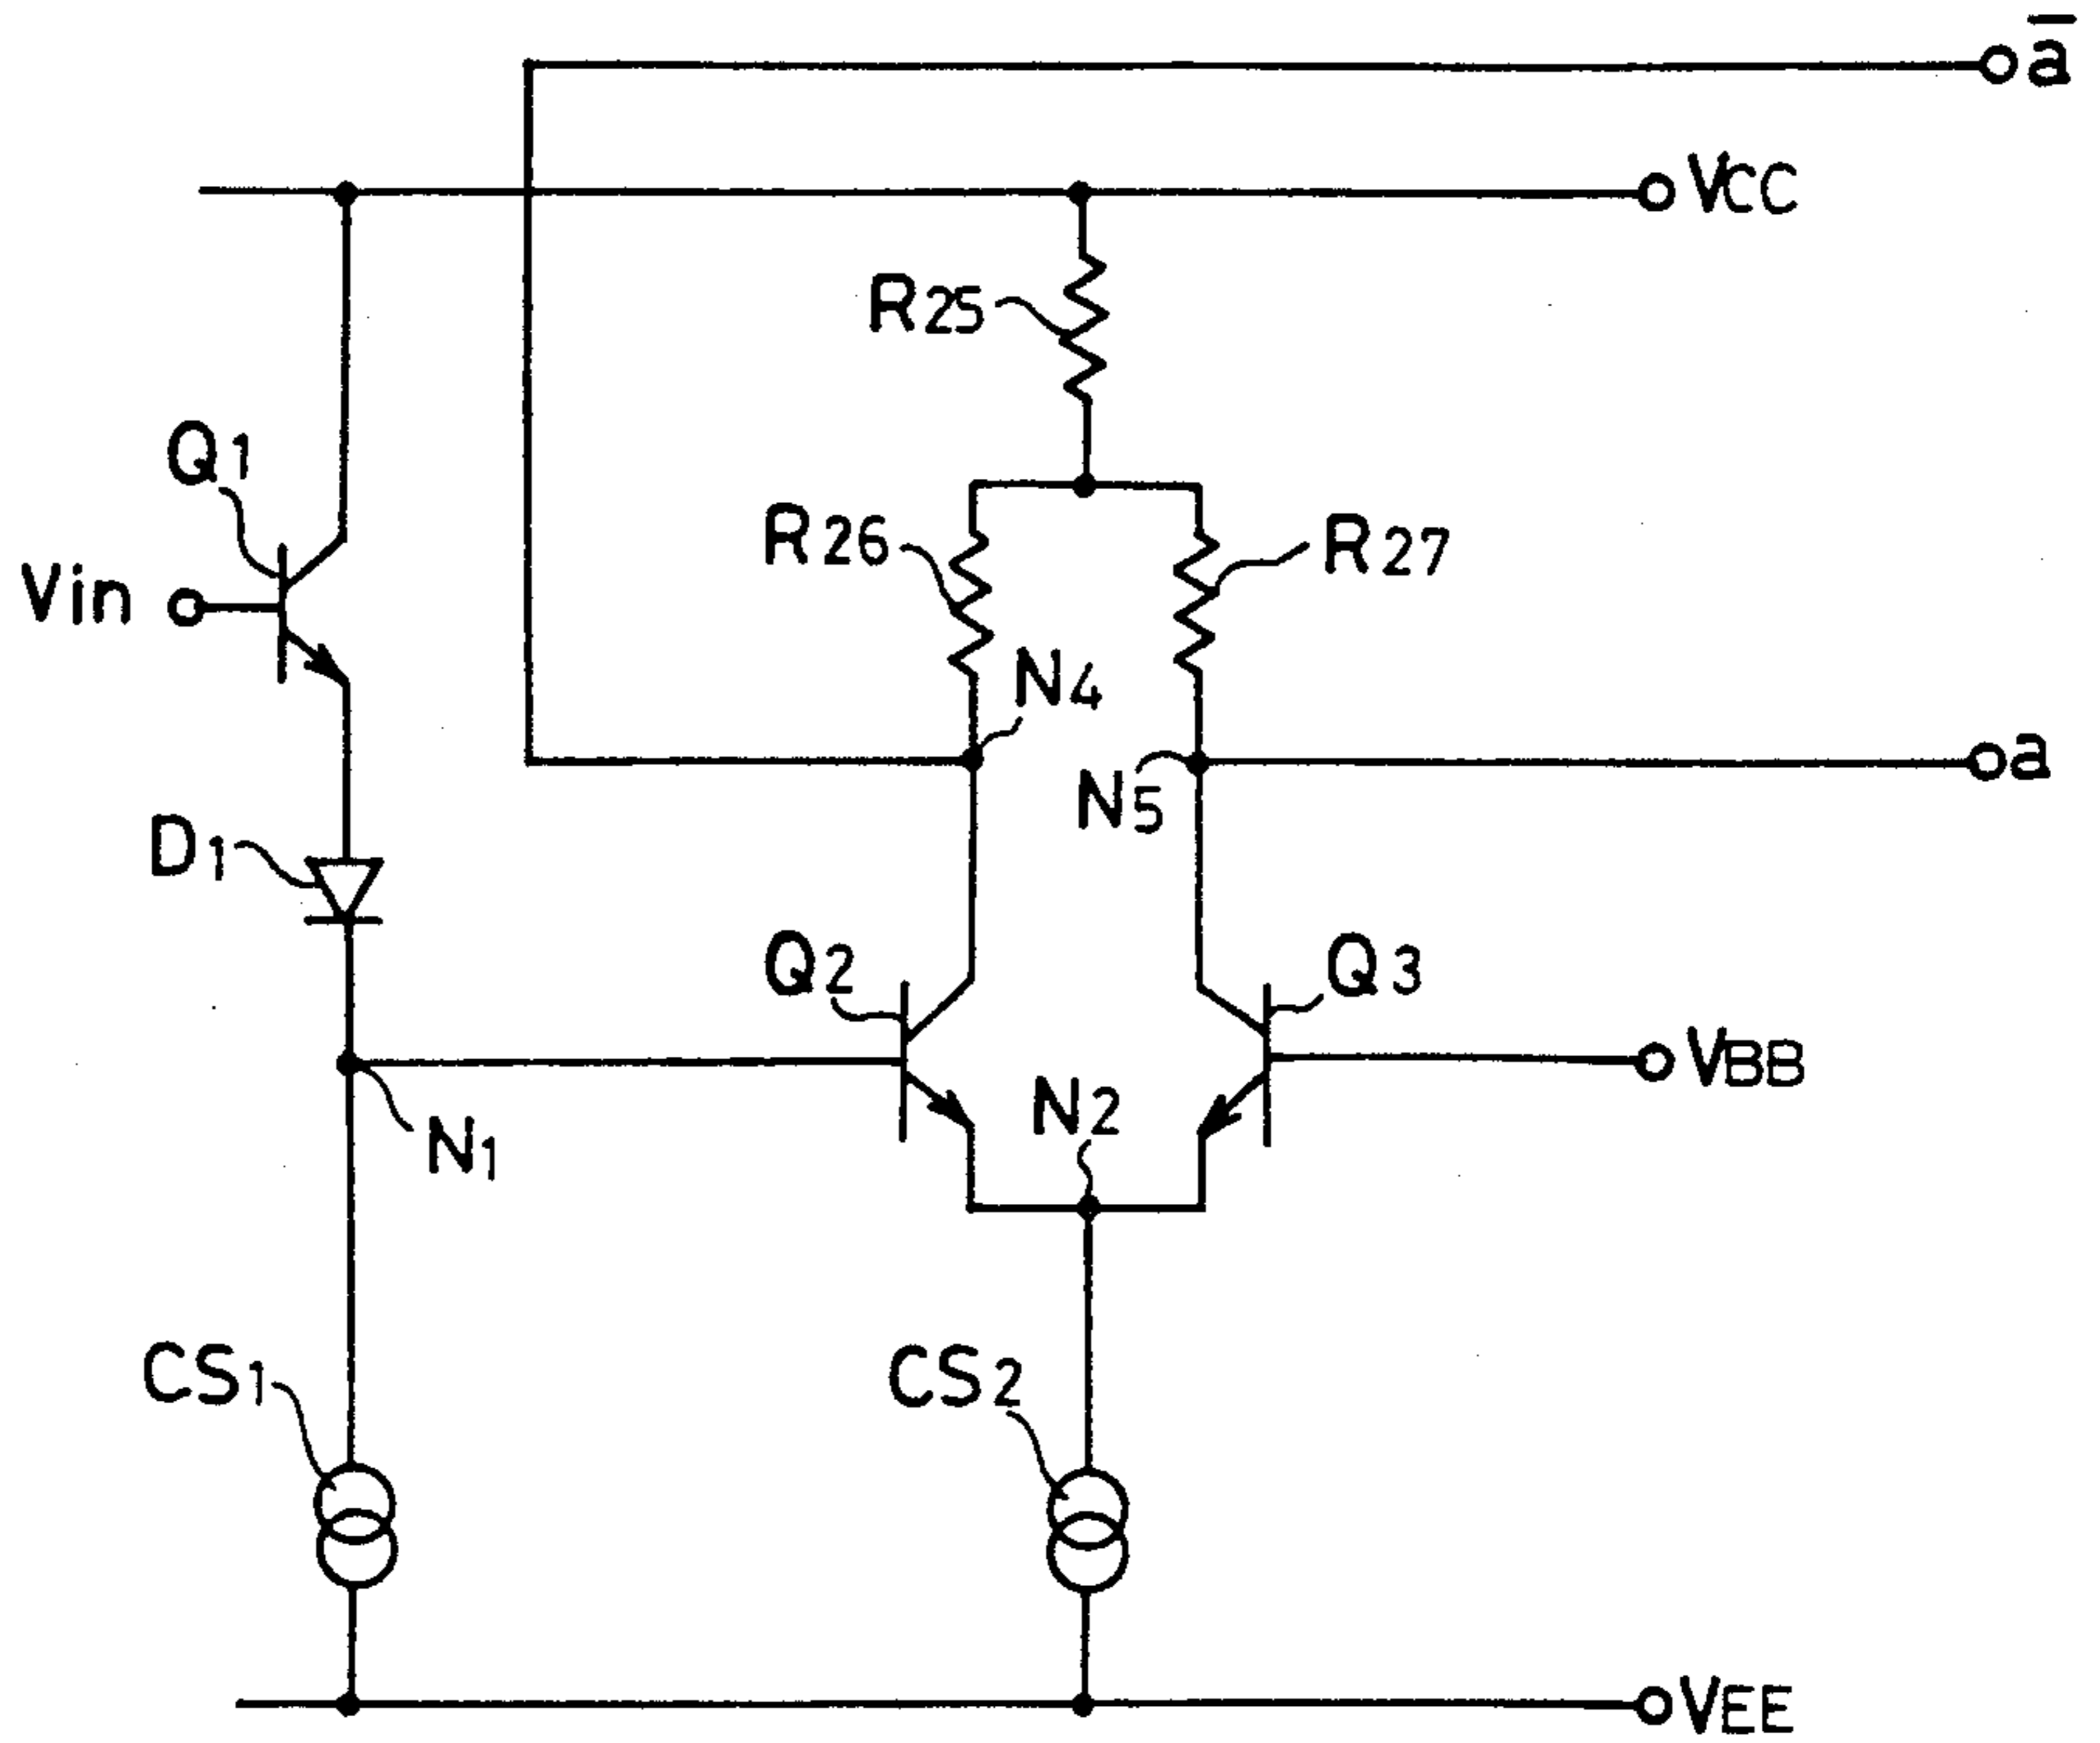 a̅
VCC
R25
Q1
R26
R27
Vin
N4
a
N5
D1
Q2
Q3
VBB
N2
N1
CS1
CS2
VEE